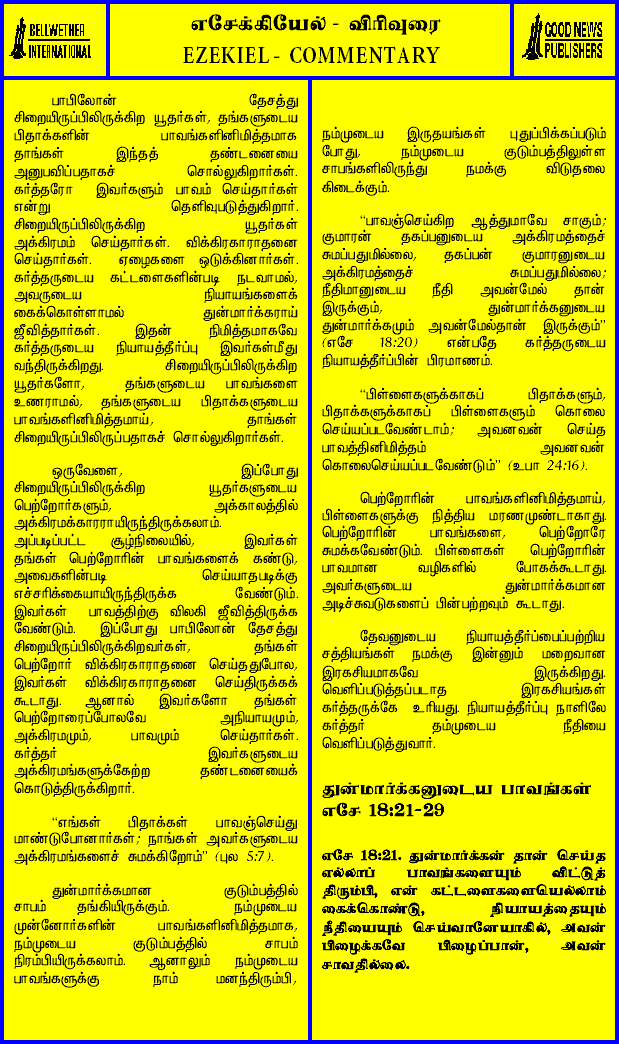 BELLWETHER
INTERNATIONAL
எசேக்கியேல் - விரிவுரை
EZEKIEL - COMMENTARY
GOOD NEWS
PUBLISHERS
பாபிலோன் தேசத்து
சிறையிருப்பிலிருக்கிற யூதர்கள், தங்களுடைய
பிதாக்களின் பாவங்களினிமித்தமாக
தாங்கள் இந்தத் தண்டனையை
அனுபவிப்பதாகச் சொல்லுகிறார்கள்.
கர்த்தரோ இவர்களும் பாவம் செய்தார்கள்
என்று தெளிவுபடுத்துகிறார்.
சிறையிருப்பிலிருக்கிற யூதர்கள்
அக்கிரமம் செய்தார்கள். விக்கிரகாராதனை
செய்தார்கள். ஏழைகளை ஒடுக்கினார்கள்.
கர்த்தருடைய கட்டளைகளின்படி நடவாமல்,
அவருடைய நியாயங்களைக்
கைக்கொள்ளாமல் துன்மார்க்கராய்
ஜீவித்தார்கள். இதன் நிமித்தமாகவே
கர்த்தருடைய நியாயத்தீர்ப்பு இவர்கள்மீது
வந்திருக்கிறது. சிறையிருப்பிலிருக்கிற
யூதர்களோ, தங்களுடைய பாவங்களை
உணராமல், தங்களுடைய பிதாக்களுடைய
பாவங்களினிமித்தமாய், தாங்கள்
சிறையிருப்பிலிருப்பதாகச் சொல்லுகிறார்கள்.
ஒருவேளை, இப்போது
சிறையிருப்பிலிருக்கிற யூதர்களுடைய
பெற்றோர்களும், அக்காலத்தில்
அக்கிரமக்காரராயிருந்திருக்கலாம்.
அப்படிப்பட்ட சூழ்நிலையில், இவர்கள்
தங்கள் பெற்றோரின் பாவங்களைக் கண்டு,
அவைகளின்படி செய்யாதபடிக்கு
எச்சரிக்கையாயிருந்திருக்க வேண்டும்.
இவர்கள் பாவத்திற்கு விலகி ஜீவித்திருக்க
வேண்டும். இப்போது பாபிலோன் தேசத்து
சிறையிருப்பிலிருக்கிறவர்கள், தங்கள்
பெற்றோர் விக்கிரகாராதனை செய்ததுபோல,
இவர்கள் விக்கிரகாராதனை செய்திருக்கக்
கூடாது. ஆனால் இவர்களோ தங்கள்
பெற்றோரைப்போலவே அநியாயமும்,
அக்கிரமமும், பாவமும் செய்தார்கள்.
கர்த்தர் இவர்களுடைய
அக்கிரமங்களுக்கேற்ற தண்டனையைக்
கொடுத்திருக்கிறார்.
“எங்கள் பிதாக்கள் பாவஞ்செய்து
மாண்டுபோனார்கள்; நாங்கள் அவர்களுடைய
அக்கிரமங்களைச் சுமக்கிறோம்” (புல 5:7).
துன்மார்க்கமான குடும்பத்தில்
சாபம் தங்கியிருக்கும். நம்முடைய
முன்னோர்களின் பாவங்களினிமித்தமாக,
நம்முடைய குடும்பத்தில் சாபம்
நிரம்பியிருக்கலாம். ஆனாலும் நம்முடைய
பாவங்களுக்கு நாம் மனந்திரும்பி,
நம்முடைய இருதயங்கள் புதுப்பிக்கப்படும்
போது, நம்முடைய குடும்பத்திலுள்ள
சாபங்களிலிருந்து நமக்கு விடுதலை
கிடைக்கும்.
“பாவஞ்செய்கிற ஆத்துமாவே சாகும்;
குமாரன் தகப்பனுடைய அக்கிரமத்தைச்
சுமப்பதுமில்லை, தகப்பன் குமாரனுடைய
அக்கிரமத்தைச் சுமப்பதுமில்லை;
நீதிமானுடைய நீதி அவன்மேல் தான்
இருக்கும், துன்மார்க்கனுடைய
துன்மார்க்கமும் அவன்மேல்தான் இருக்கும்”
(எசே 18:20) என்பதே கர்த்தருடைய
நியாயத்தீர்ப்பின் பிரமாணம்.
“பிள்ளைகளுக்காகப் பிதாக்களும்,
பிதாக்களுக்காகப் பிள்ளைகளும் கொலை
செய்யப்படவேண்டாம்; அவனவன் செய்த
பாவத்தினிமித்தம் அவனவன்
கொலைசெய்யப்படவேண்டும்” (உபா 24:16).
பெற்றோரின் பாவங்களினிமித்தமாய்,
பிள்ளைகளுக்கு நித்திய மரணமுண்டாகாது.
பெற்றோரின் பாவங்களை, பெற்றோரே
சுமக்கவேண்டும். பிள்ளைகள் பெற்றோரின்
பாவமான வழிகளில் போகக்கூடாது.
அவர்களுடைய துன்மார்க்கமான
அடிச்சுவடுகளைப் பின்பற்றவும் கூடாது.
தேவனுடைய நியாயத்தீர்ப்பைப்பற்றிய
சத்தியங்கள் நமக்கு இன்னும் மறைவான
இரகசியமாகவே இருக்கிறது.
வெளிப்படுத்தப்படாத இரகசியங்கள்
கர்த்தருக்கே உரியது. நியாயத்தீர்ப்பு நாளிலே
கர்த்தர் தம்முடைய நீதியை
வெளிப்படுத்துவார்.
துன்மார்க்கனுடைய பாவங்கள்
எசே 18:21-29
எசே 18:21. துன்மார்க்கன் தான் செய்த
எல்லாப் பாவங்களையும் விட்டுத்
திரும்பி, என் கட்டளைகளையெல்லாம்
கைக்கொண்டு, நியாயத்தையும்
நீதியையும் செய்வானேயாகில், அவன்
பிழைக்கவே பிழைப்பான், அவன்
சாவதில்லை.